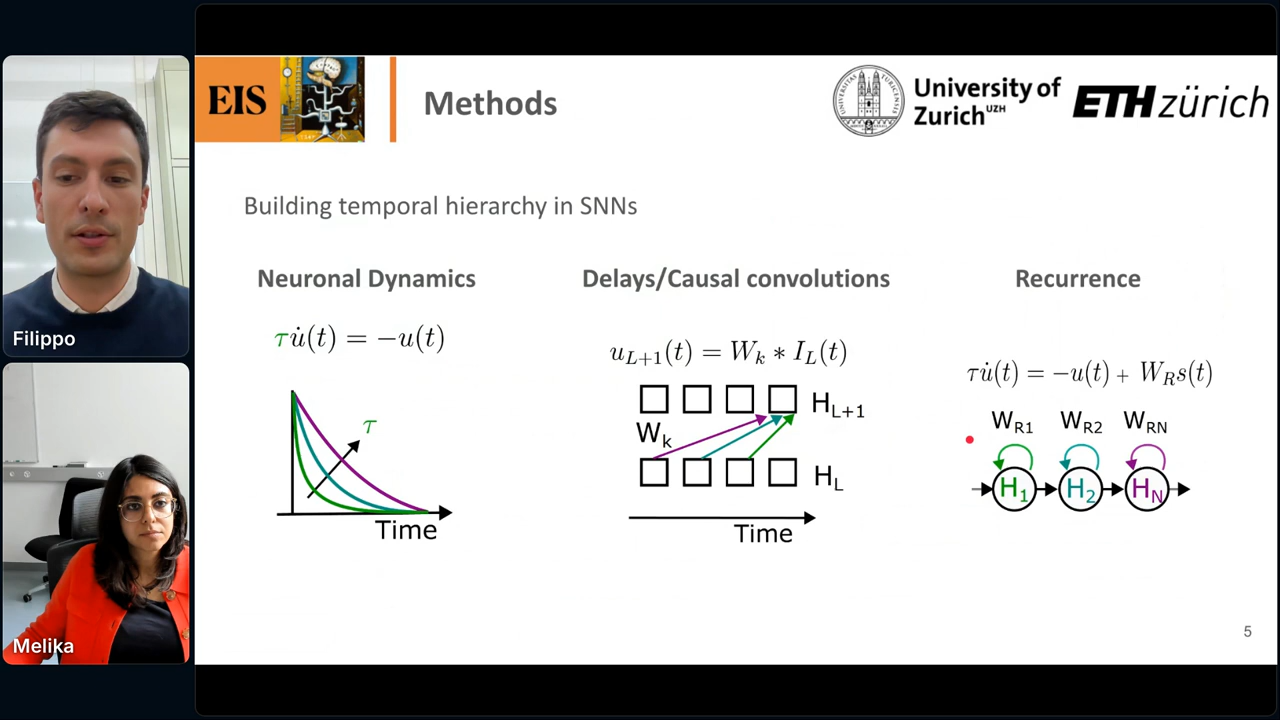 EIS
Methods
University of
Zurich UZH
ETH zürich
Building temporal hierarchy in SNNs
Neuronal Dynamics
τu̇(t) = −u(t)
τ
Time
Delays/Causal convolutions
u_{L+1}(t) = W_k * I_L(t)
H_{L+1}
W_k
H_L
Time
Recurrence
τu̇(t) = −u(t) + W_R s(t)
W_{R1} W_{R2} W_{RN}
H_1 H_2 H_N
5
Filippo
Melika